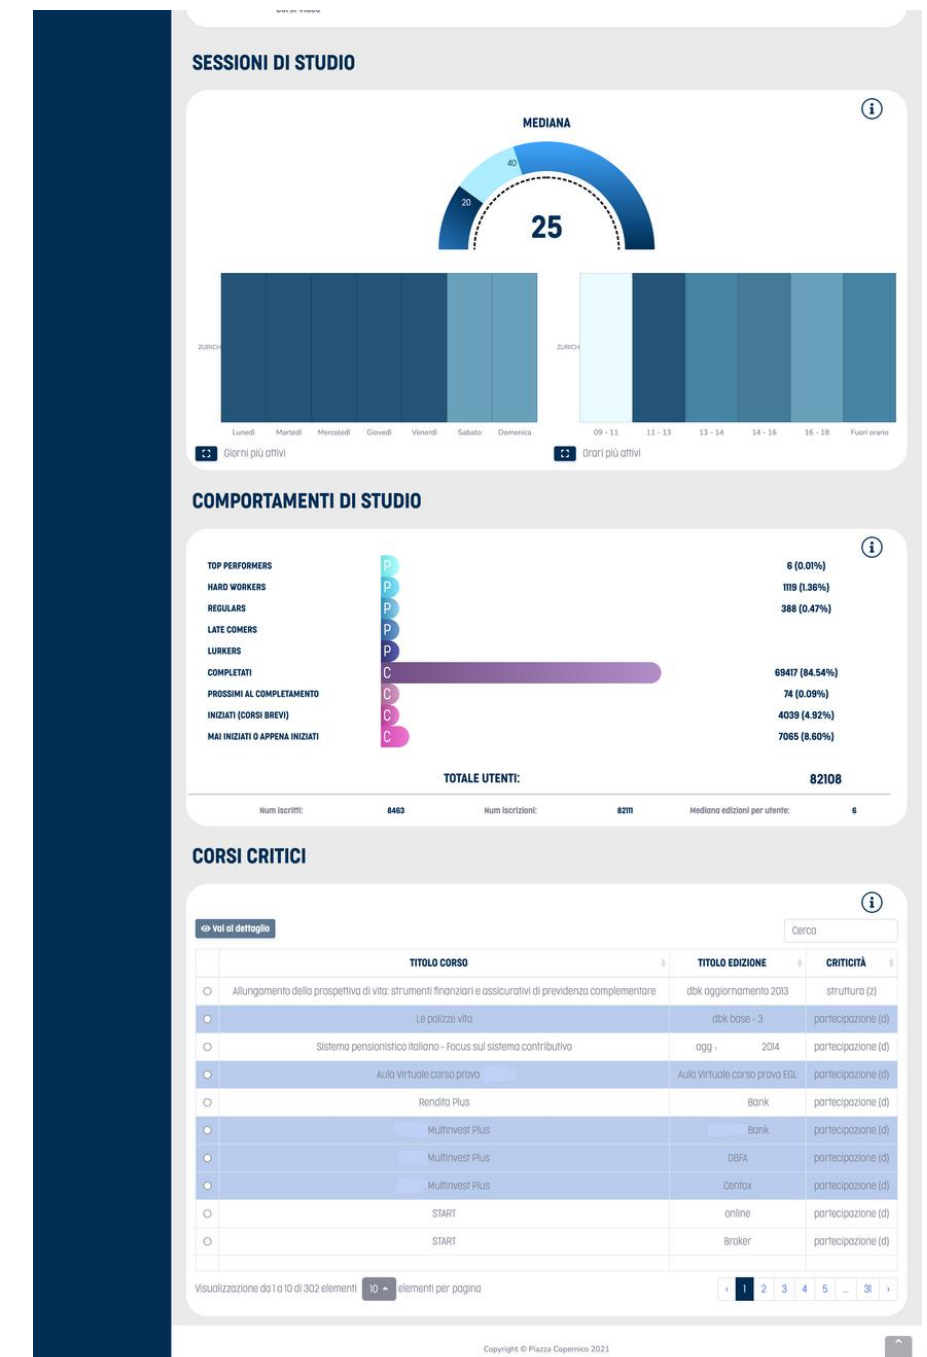 SESSIONI DI STUDIO
MEDIANA
20
40
25
ZURICH
Lunedì Martedì Mercoledì Giovedì Venerdì Sabato Domenica
Giorni più attivi
ZURICH
09 - 11 11 - 13 13 - 14 14 - 16 16 - 18 Fuori orario
Orari più attivi
COMPORTAMENTI DI STUDIO
TOP PERFORMERS P 6 (0.01%)
HARD WORKERS P 1119 (1.36%)
REGULARS P 388 (0.47%)
LATE COMERS P
LURKERS P
COMPLETATI C 69417 (84.54%)
PROSSIMI AL COMPLETAMENTO C 74 (0.09%)
INIZIATI (CORSI BREVI) C 4039 (4.92%)
MAI INIZIATI O APPENA INIZIATI C 7065 (8.60%)
TOTALE UTENTI: 82108
Num iscritti: 8463 Num iscrizioni: 82111 Mediana edizioni per utente: 6
CORSI CRITICI
Vai al dettaglio
Cerca
TITOLO CORSO TITOLO EDIZIONE CRITICITÀ
Allungamento della prospettiva di vita: strumenti finanziari e assicurativi di previdenza complementare dbk aggiornamento 2013 struttura (z)
Le polizze vita dbk base - 3 partecipazione (d)
Sistema pensionistico italiano - Focus sul sistema contributivo agg 2014 partecipazione (d)
Aula Virtuale corso prova Aula Virtuale corso prova EGL partecipazione (d)
Rendita Plus Bank partecipazione (d)
MultInvest Plus Bank partecipazione (d)
MultInvest Plus DBFA partecipazione (d)
MultInvest Plus Centax partecipazione (d)
START online partecipazione (d)
START Broker partecipazione (d)
Visualizzazione da 1 a 10 di 302 elementi 10 elementi per pagina
‹ 1 2 3 4 5 ... 31 ›
Copyright © Piazza Copernico 2021